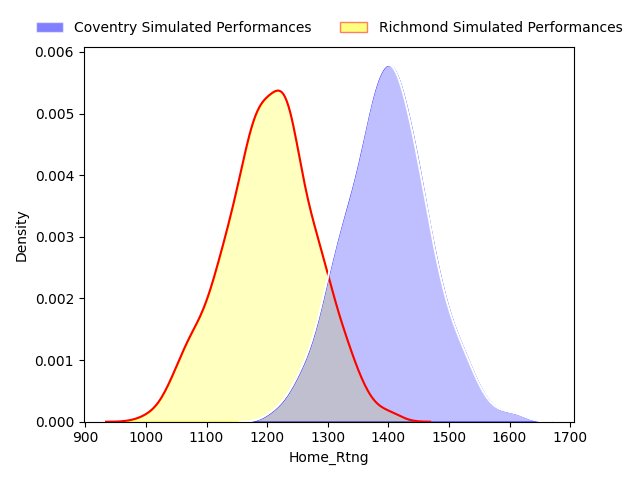 Coventry Simulated Performances
Richmond Simulated Performances
0.006
0.005
0.004
0.003
0.002
0.001
0.000
Density
900 1000 1100 1200 1300 1400 1500 1600 1700
Home_Rtng